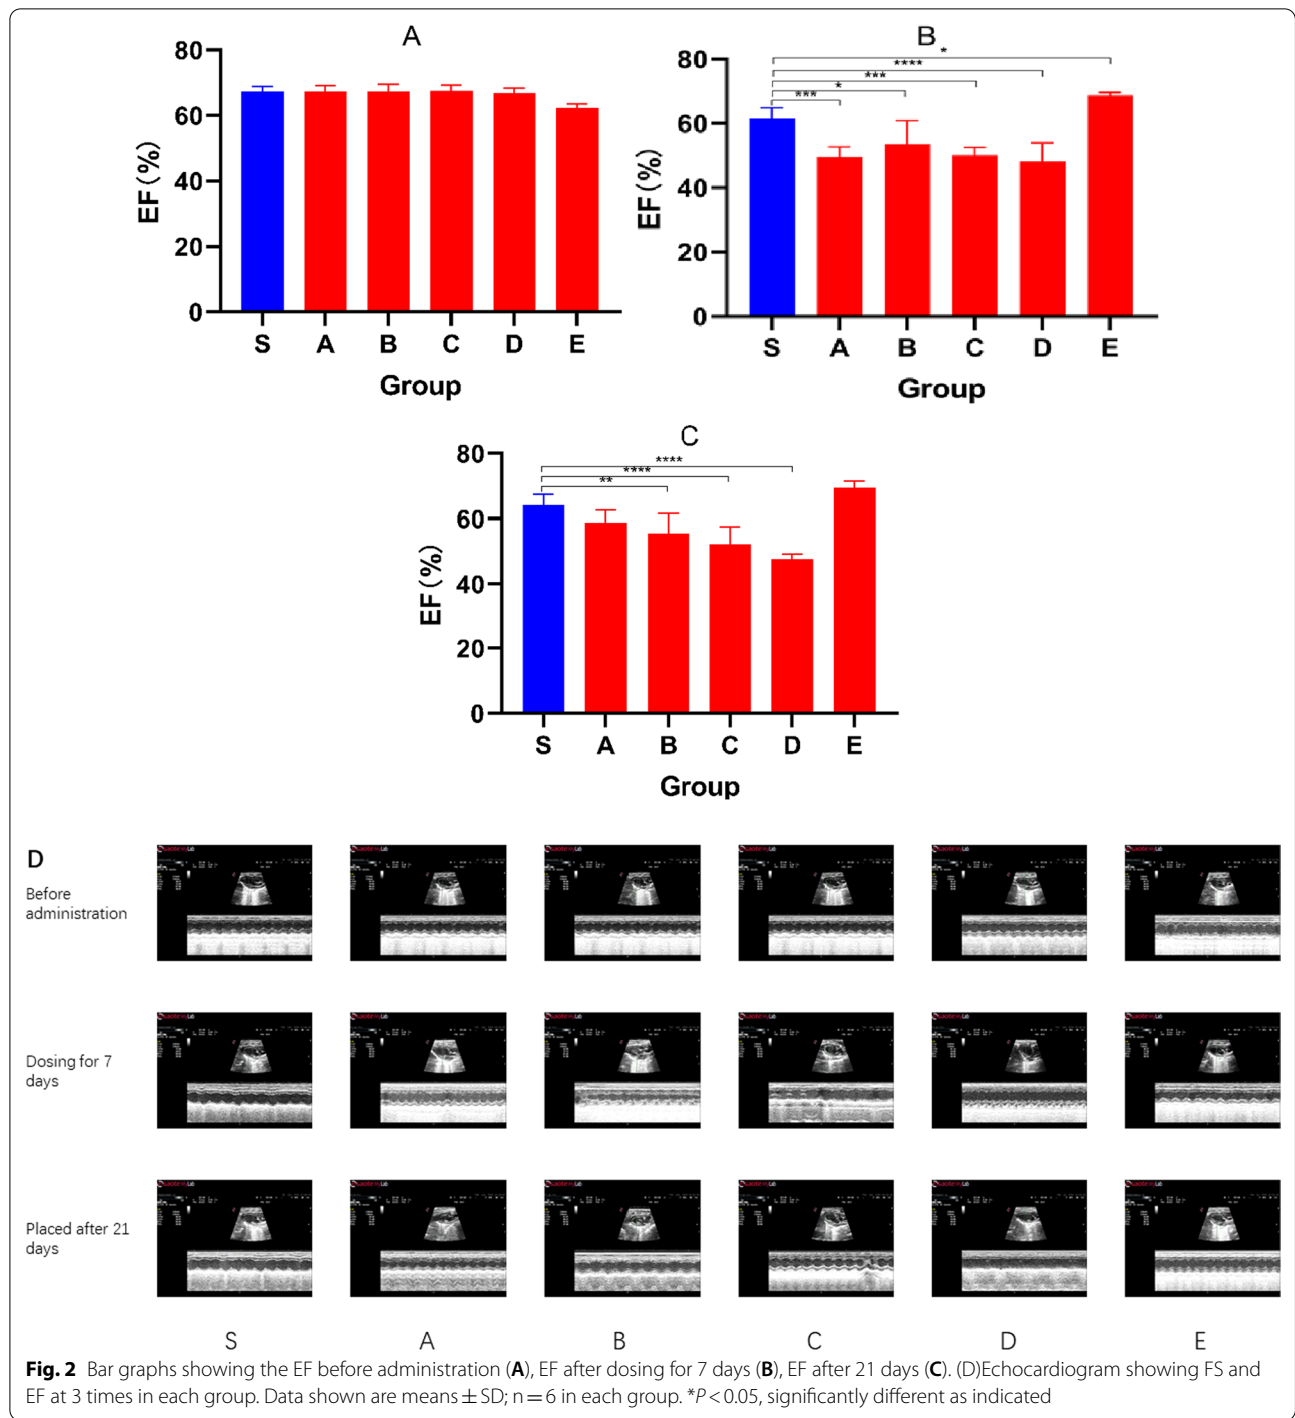 A
80
60
40
20
0
EF(%)
S A B C D E
Group
B
*
****
***
*
***
80
60
40
20
0
EF(%)
S A B C D E
Group
C
****
****
**
80
60
40
20
0
EF(%)
S A B C D E
Group
D
Before
administration
Dosing for 7
days
Placed after 21
days
S A B C D E
Fig. 2 Bar graphs showing the EF before administration (A), EF after dosing for 7 days (B), EF after 21 days (C). (D)Echocardiogram showing FS and
EF at 3 times in each group. Data shown are means ± SD; n = 6 in each group. *P < 0.05, significantly different as indicated